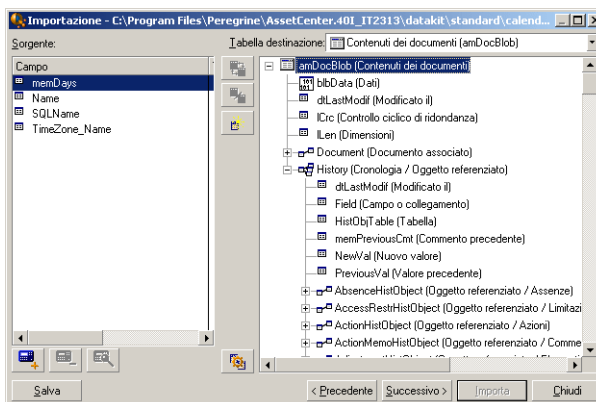 Importazione - C:\Program Files\Peregrine\AssetCenter.40I_IT2313\datakit\standard\calend...
Sorgente:
Tabella destinazione: Contenuti dei documenti (amDocBlob)
Campo
memDays
Name
SQLName
TimeZone_Name
amDocBlob (Contenuti dei documenti)
blbData (Dati)
dtLastModif (Modificato il)
lCrc (Controllo ciclico di ridondanza)
lLen (Dimensioni)
Document (Documento associato)
History (Cronologia / Oggetto referenziato)
dtLastModif (Modificato il)
Field (Campo o collegamento)
HistObjTable (Tabella)
memPreviousCmt (Commento precedente)
NewVal (Nuovo valore)
PreviousVal (Valore precedente)
AbsenceHistObject (Oggetto referenziato / Assenze)
AccessRestrHistObject (Oggetto referenziato / Limitazi
ActionHistObject (Oggetto referenziato / Azioni)
ActionMemoHistObject (Oggetto referenziato / Comme
Salva
< Precedente
Successivo >
Importa
Chiudi